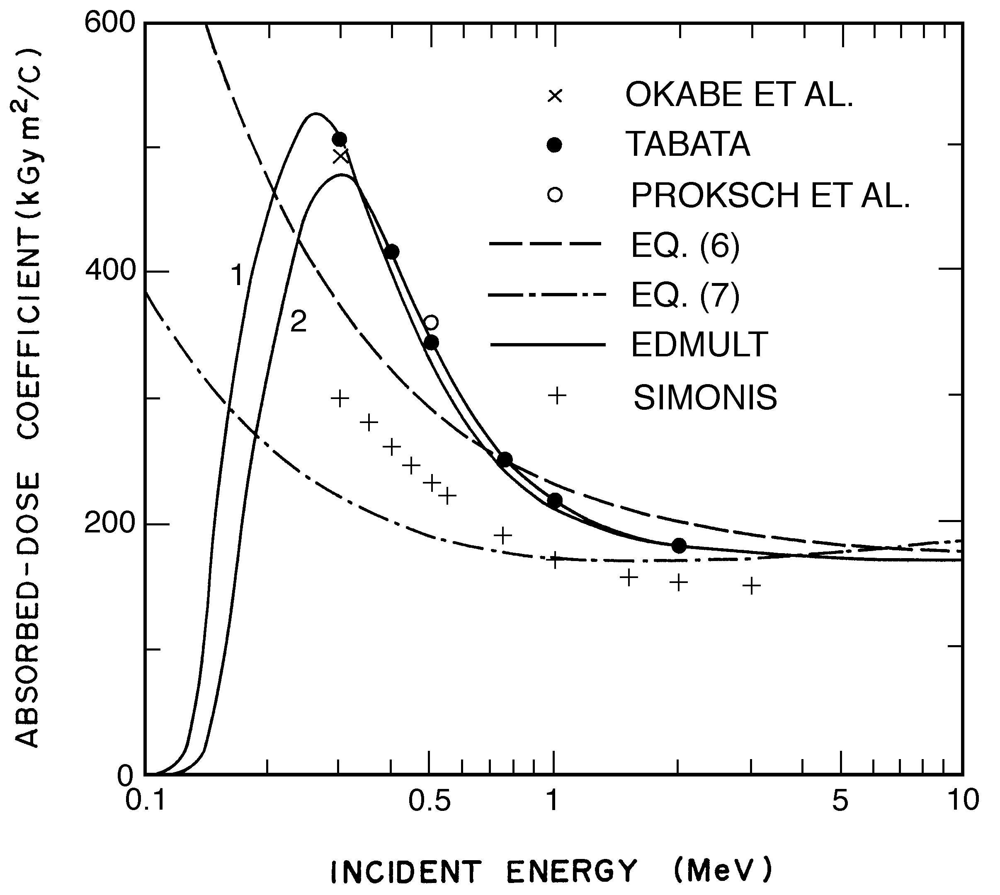 600
400
200
0
0.1
0.5
1
5
10
ABSORBED-DOSE COEFFICIENT (kGy m²/C)
INCIDENT ENERGY (MeV)
1
2
OKABE ET AL.
TABATA
PROKSCH ET AL.
EQ. (6)
EQ. (7)
EDMULT
SIMONIS